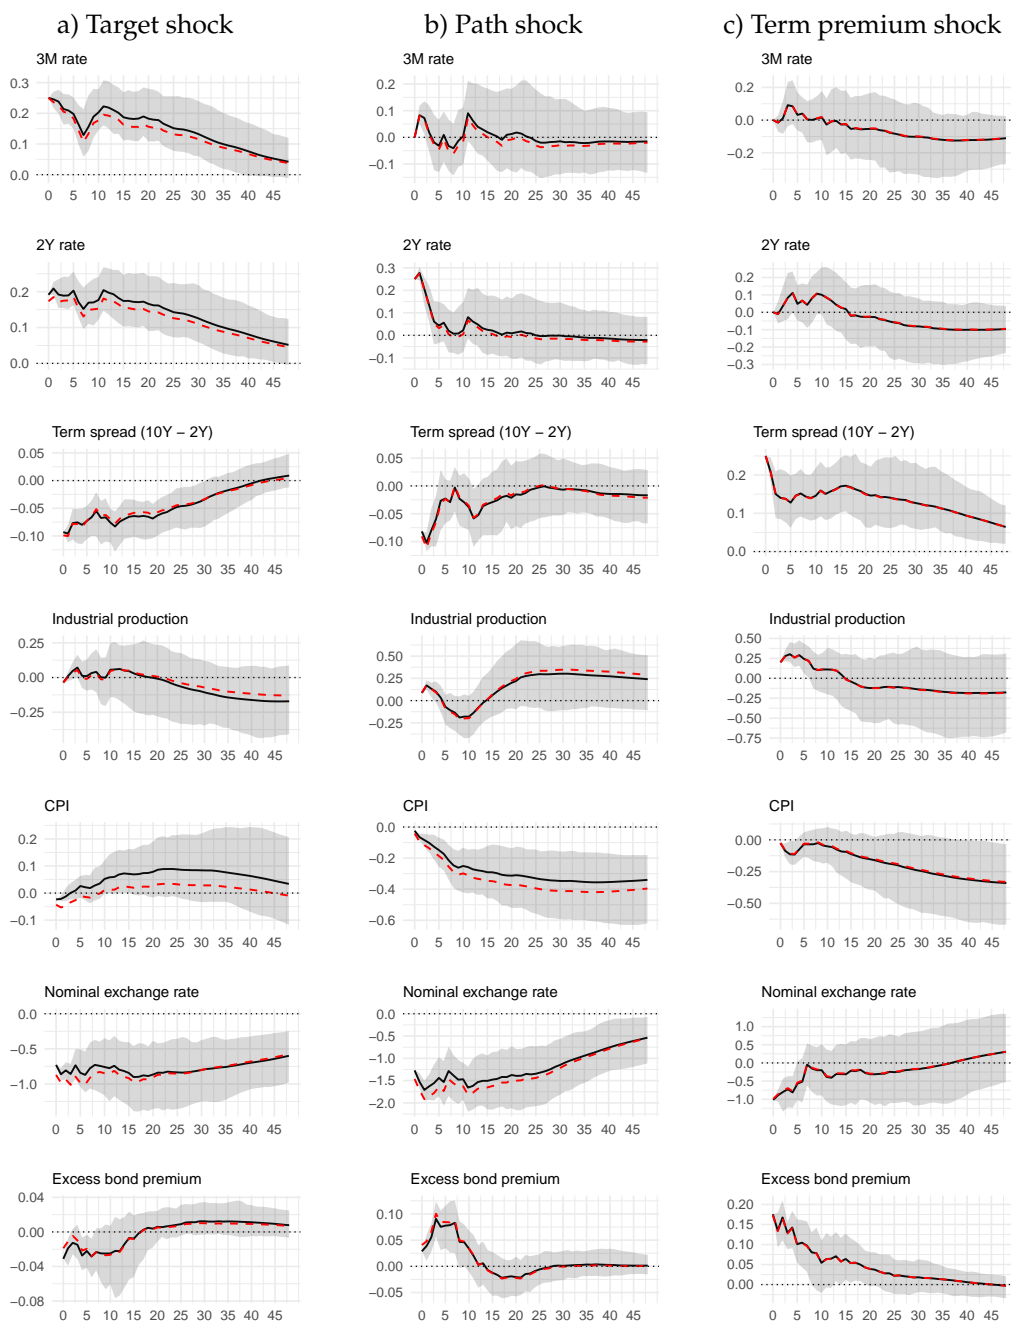 a) Target shock
b) Path shock
c) Term premium shock
3M rate
0.3
0.2
0.1
0.0
0 5 10 15 20 25 30 35 40 45
3M rate
0.2
0.1
0.0
−0.1
0 5 10 15 20 25 30 35 40 45
3M rate
0.2
0.0
−0.2
0 5 10 15 20 25 30 35 40 45
2Y rate
0.2
0.1
0.0
0 5 10 15 20 25 30 35 40 45
2Y rate
0.3
0.2
0.1
0.0
−0.1
0 5 10 15 20 25 30 35 40 45
2Y rate
0.2
0.1
0.0
−0.1
−0.2
−0.3
0 5 10 15 20 25 30 35 40 45
Term spread (10Y − 2Y)
0.05
0.00
−0.05
−0.10
0 5 10 15 20 25 30 35 40 45
Term spread (10Y − 2Y)
0.05
0.00
−0.05
−0.10
0 5 10 15 20 25 30 35 40 45
Term spread (10Y − 2Y)
0.2
0.1
0.0
0 5 10 15 20 25 30 35 40 45
Industrial production
0.25
0.00
−0.25
0 5 10 15 20 25 30 35 40 45
Industrial production
0.50
0.25
0.00
−0.25
0 5 10 15 20 25 30 35 40 45
Industrial production
0.50
0.25
0.00
−0.25
−0.50
−0.75
0 5 10 15 20 25 30 35 40 45
CPI
0.2
0.1
0.0
−0.1
0 5 10 15 20 25 30 35 40 45
CPI
0.0
−0.2
−0.4
−0.6
0 5 10 15 20 25 30 35 40 45
CPI
0.00
−0.25
−0.50
0 5 10 15 20 25 30 35 40 45
Nominal exchange rate
0.0
−0.5
−1.0
0 5 10 15 20 25 30 35 40 45
Nominal exchange rate
0.0
−0.5
−1.0
−1.5
−2.0
0 5 10 15 20 25 30 35 40 45
Nominal exchange rate
1.0
0.5
0.0
−0.5
−1.0
0 5 10 15 20 25 30 35 40 45
Excess bond premium
0.04
0.00
−0.04
−0.08
0 5 10 15 20 25 30 35 40 45
Excess bond premium
0.10
0.05
0.00
−0.05
0 5 10 15 20 25 30 35 40 45
Excess bond premium
0.20
0.15
0.10
0.05
0.00
0 5 10 15 20 25 30 35 40 45